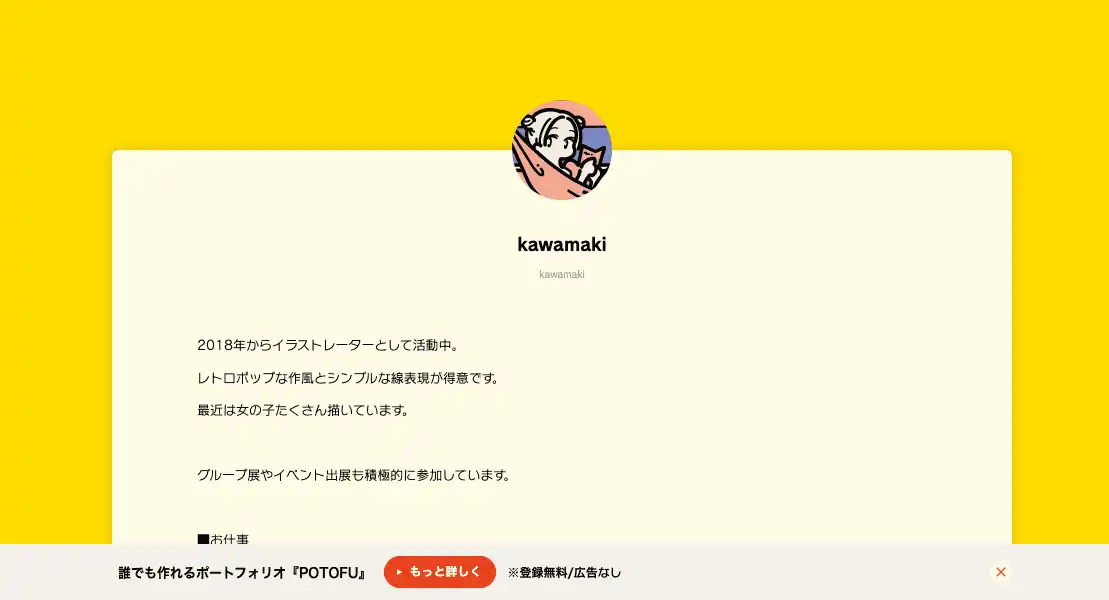 kawamaki
kawamaki
2018年からイラストレーターとして活動中。
レトロポップな作風とシンプルな線表現が得意です。
最近は女の子たくさん描いています。
グループ展やイベント出展も積極的に参加しています。
■お仕事
誰でも作れるポートフォリオ『POTOFU』 もっと詳しく ※登録無料/広告なし